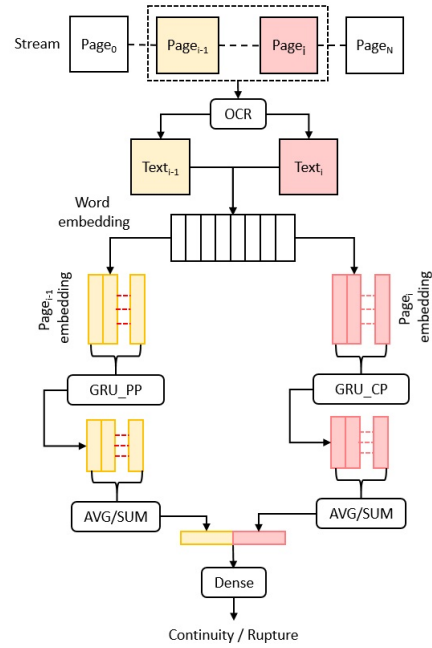 Stream
Page₀
Pageᵢ₋₁
Pageᵢ
Page_N
OCR
Textᵢ₋₁
Textᵢ
Word
embedding
Pageᵢ₋₁
embedding
Pageᵢ
embedding
GRU_PP
GRU_CP
AVG/SUM
AVG/SUM
Dense
Continuity / Rupture